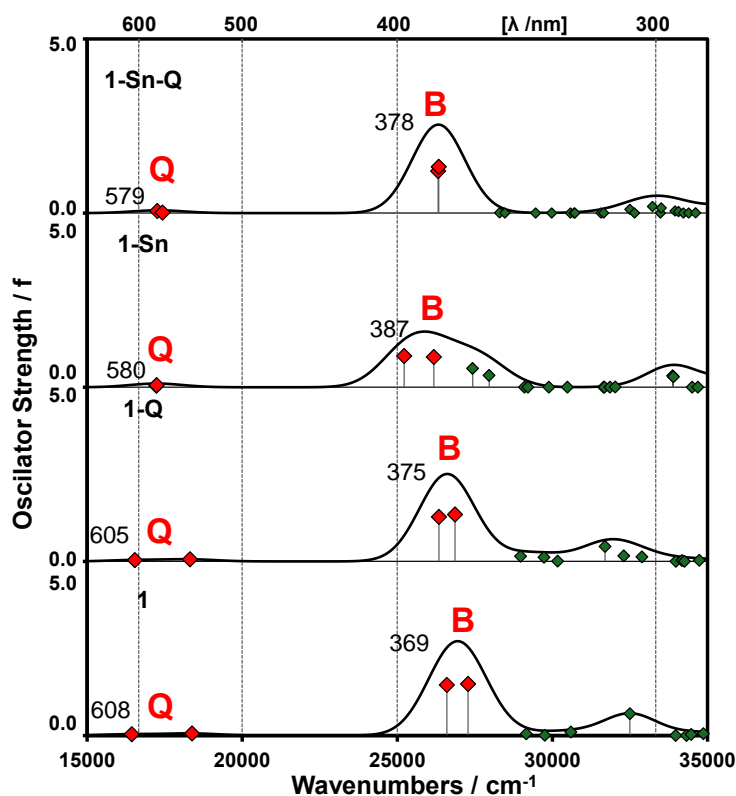 600 500 400 [λ /nm] 300
5.0
1-Sn-Q
B
378
Q
579
0.0
5.0
1-Sn
B
387
Q
580
0.0
5.0
1-Q
B
375
605 Q
0.0
5.0
1
B
369
608 Q
0.0
15000 20000 25000 30000 35000
Wavenumbers / cm⁻¹
Oscilator Strength / f